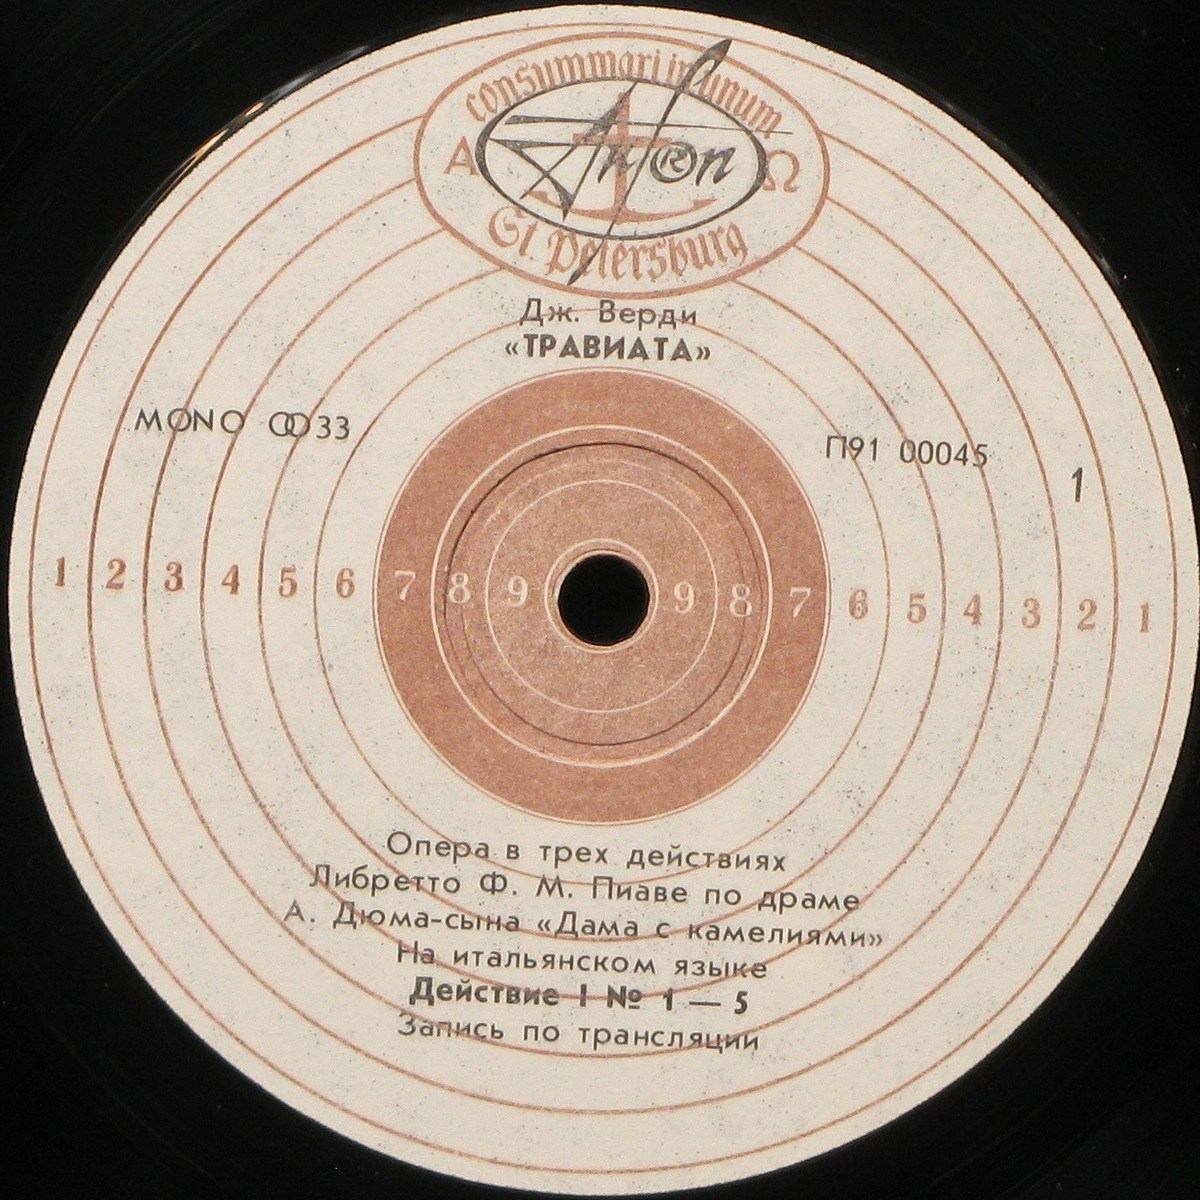 consummari in unum
Α Anton ® Ω
St. Petersburg
Дж. Верди
«ТРАВИАТА»
MONO 33
П91 00045
1
1 2 3 4 5 6 7 8 9 9 8 7 6 5 4 3 2 1
Опера в трех действиях
Либретто Ф. М. Пиаве по драме
А. Дюма-сына «Дама с камелиями»
На итальянском языке
Действие I № 1 — 5
Запись по трансляции